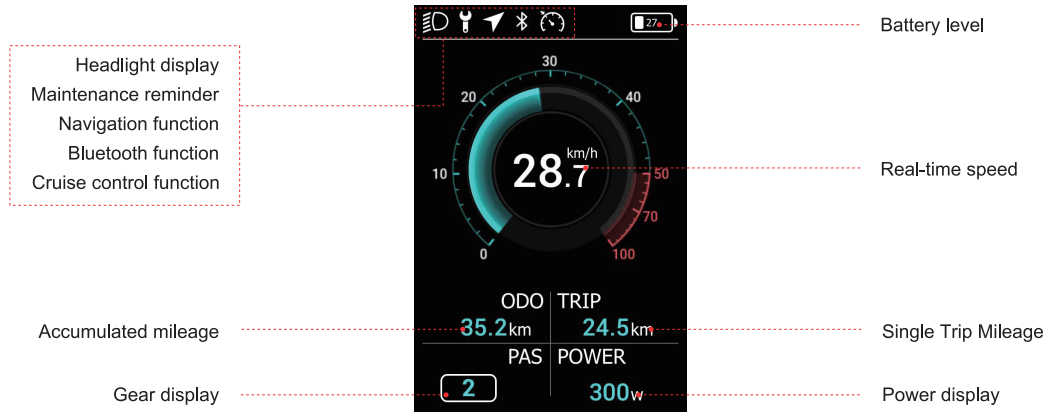 Headlight display
Maintenance reminder
Navigation function
Bluetooth function
Cruise control function
27
Battery level
30
20
40
10
50
70
0
100
km/h
28.7
Real-time speed
ODO TRIP
Accumulated mileage
35.2km
24.5km
Single Trip Mileage
PAS POWER
Gear display
2
300w
Power display